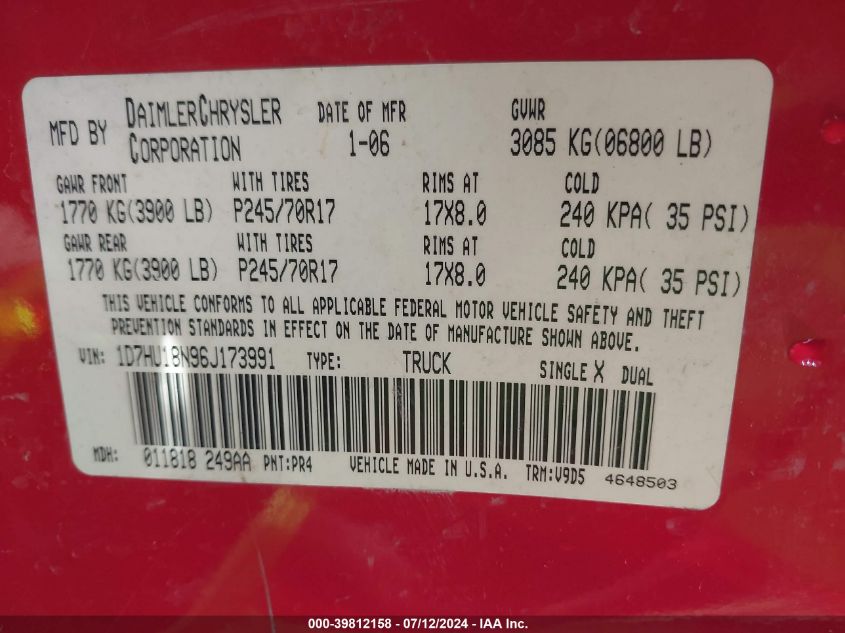 MFD BY DAIMLERCHRYSLER CORPORATION DATE OF MFR 1-06 GVWR 3085 KG(06800 LB)
GAWR FRONT WITH TIRES RIMS AT COLD
1770 KG(3900 LB) P245/70R17 17X8.0 240 KPA( 35 PSI)
GAWR REAR WITH TIRES RIMS AT COLD
1770 KG(3900 LB) P245/70R17 17X8.0 240 KPA( 35 PSI)
THIS VEHICLE CONFORMS TO ALL APPLICABLE FEDERAL MOTOR VEHICLE SAFETY AND THEFT
PREVENTION STANDARDS IN EFFECT ON THE DATE OF MANUFACTURE SHOWN ABOVE.
VIN: 1D7HU18N96J173991 TYPE: TRUCK SINGLE X DUAL
MDH: 011818 249AA PNT:PR4 VEHICLE MADE IN U.S.A. TRM:V9D5 4648503
000-39812158 - 07/12/2024 - IAA Inc.